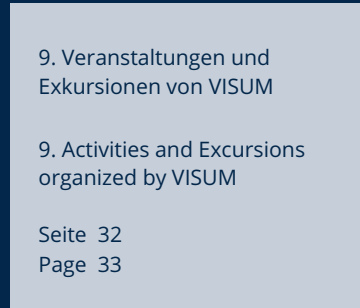 9. Veranstaltungen und
Exkursionen von VISUM
9. Activities and Excursions
organized by VISUM
Seite 32
Page 33